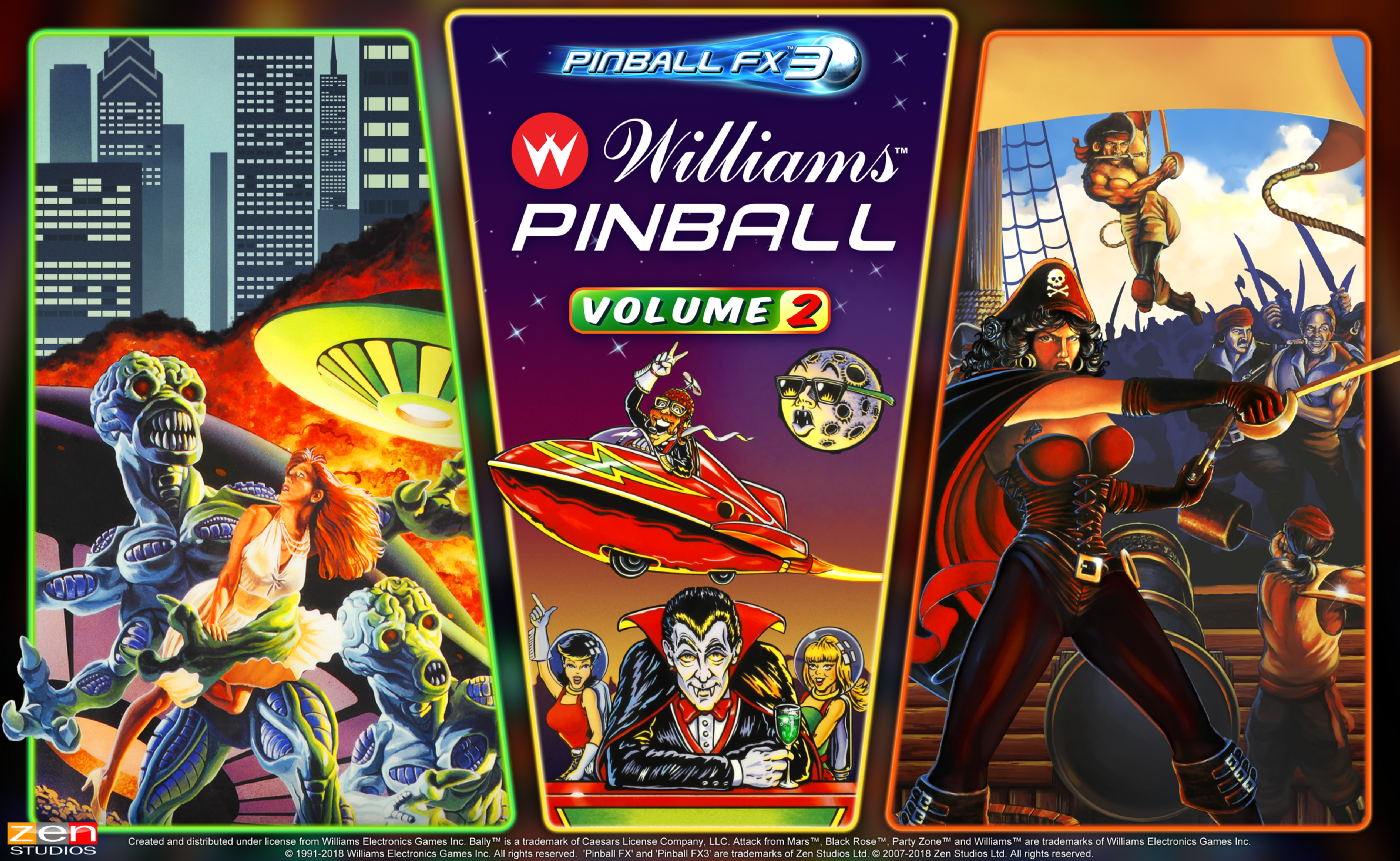 PINBALL FX™3
W Williams™
PINBALL
VOLUME 2
zen
STUDIOS
Created and distributed under license from Williams Electronics Games Inc. Bally™ is a trademark of Caesars License Company, LLC. Attack from Mars™, Black Rose™, Party Zone™ and Williams™ are trademarks of Williams Electronics Games Inc.
© 1991-2018 Williams Electronics Games Inc. All rights reserved. 'Pinball FX' and 'Pinball FX3' are trademarks of Zen Studios Ltd. © 2007-2018 Zen Studios Ltd. All rights reserved.